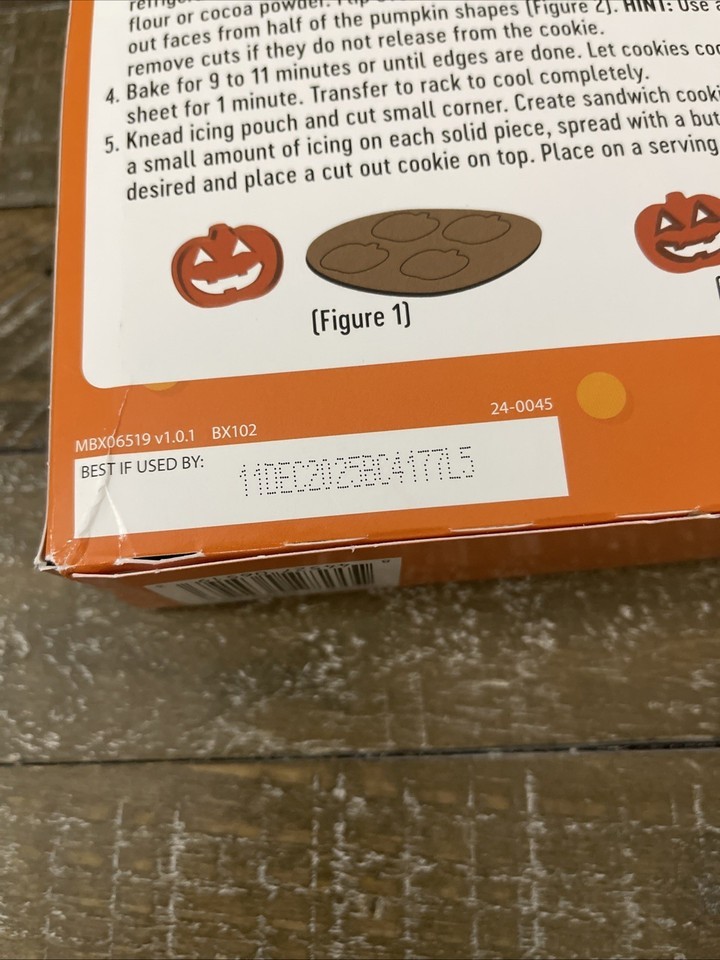 flour or cocoa powder.
out faces from half of the pumpkin shapes (Figure 2). HINT: Use a
remove cuts if they do not release from the cookie.
4. Bake for 9 to 11 minutes or until edges are done. Let cookies
sheet for 1 minute. Transfer to rack to cool completely.
5. Knead icing pouch and cut small corner. Create sandwich
a small amount of icing on each solid piece, spread with a
desired and place a cut out cookie on top. Place on a serving
(Figure 1)
MBX06519 v1.0.1 BX102
24-0045
BEST IF USED BY: 11DEC2025BC4177L5